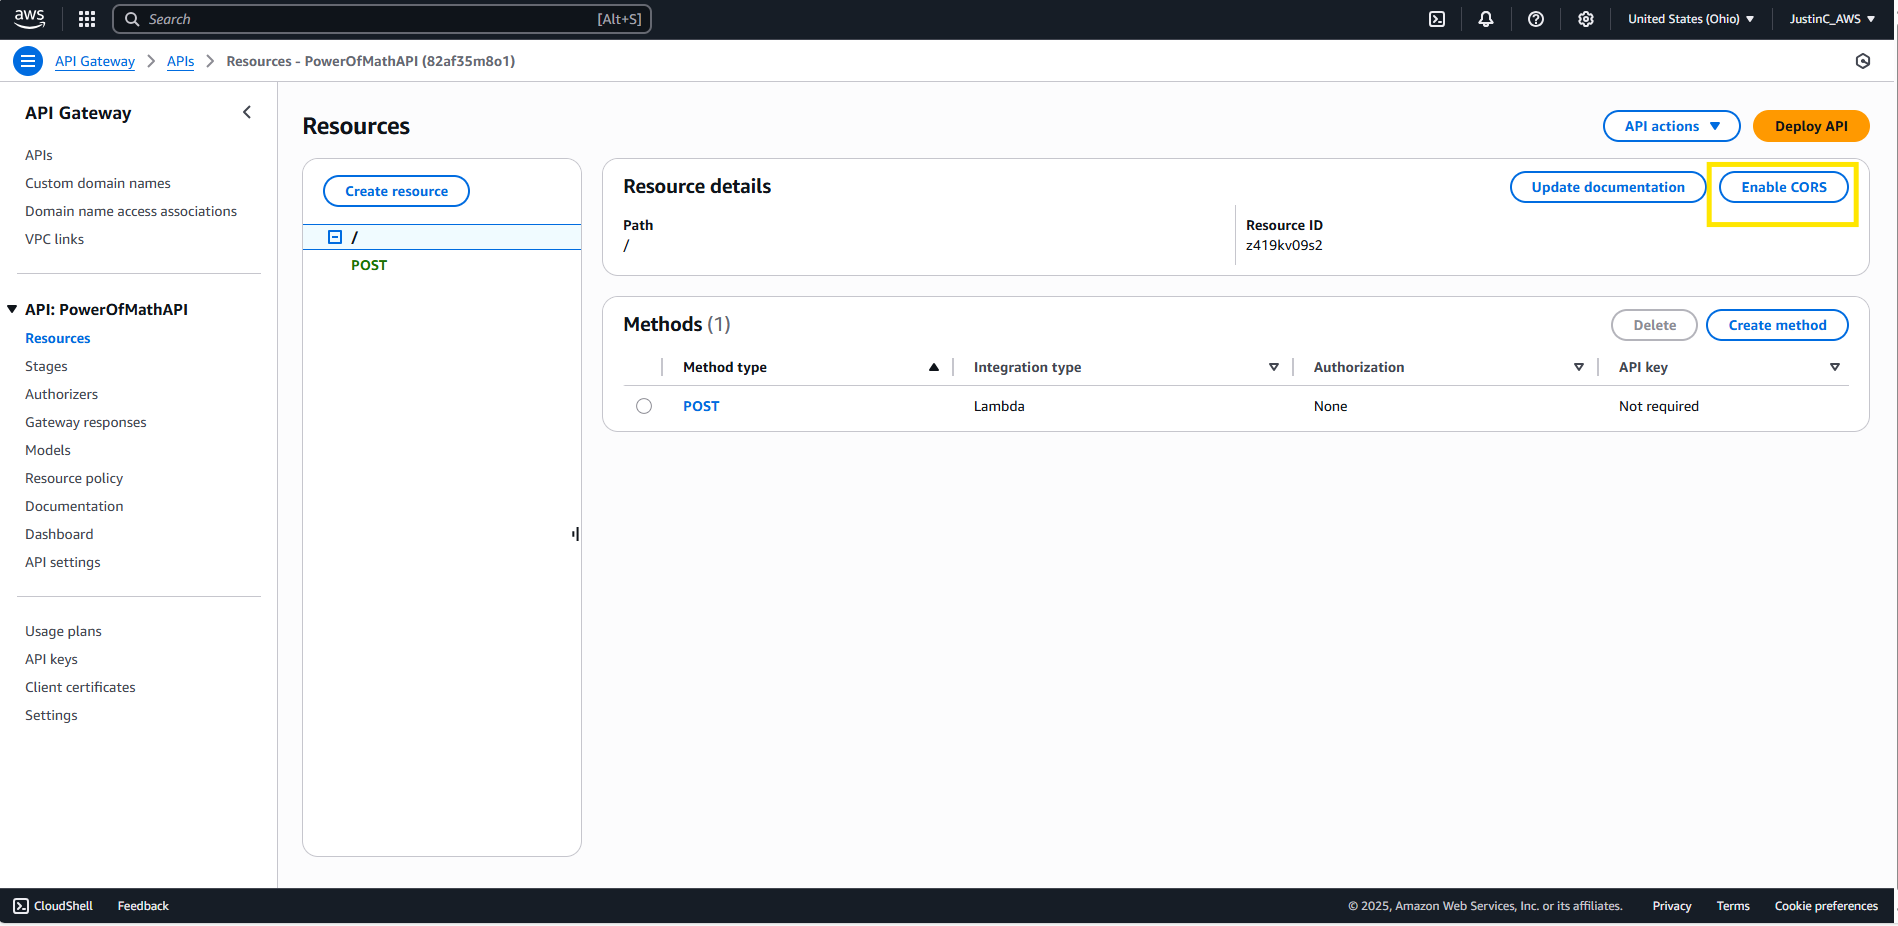 aws
Search [Alt+S]
United States (Ohio)
JustinC_AWS
API Gateway
APIs
Resources - PowerOfMathAPI (82af35m8o1)
API Gateway
APIs
Custom domain names
Domain name access associations
VPC links
API: PowerOfMathAPI
Resources
Stages
Authorizers
Gateway responses
Models
Resource policy
Documentation
Dashboard
API settings
Usage plans
API keys
Client certificates
Settings
Resources
API actions
Deploy API
Create resource
/
POST
Resource details
Update documentation
Enable CORS
Path
/
Resource ID
z419kv09s2
Methods (1)
Delete
Create method
Method type Integration type Authorization API key
POST Lambda None Not required
CloudShell Feedback
© 2025, Amazon Web Services, Inc. or its affiliates. Privacy Terms Cookie preferences